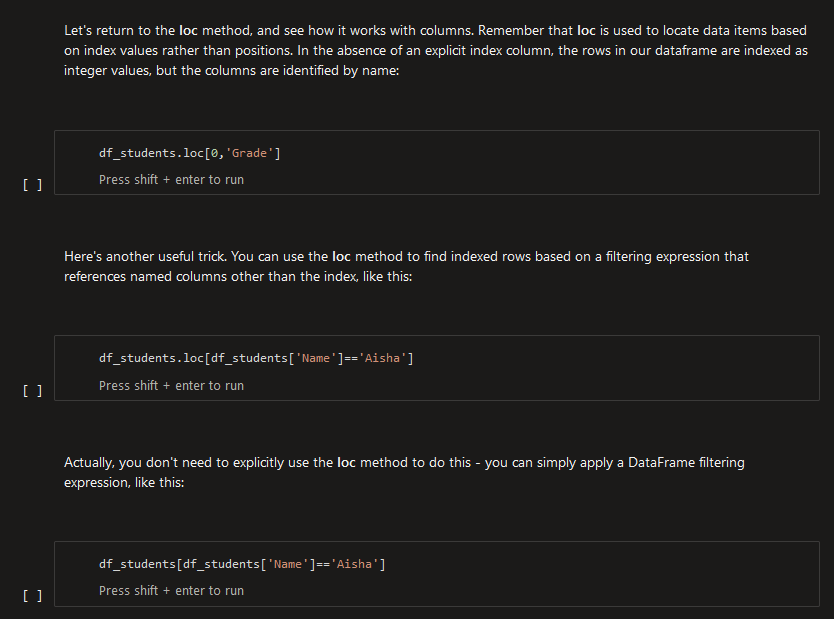 Let's return to the loc method, and see how it works with columns. Remember that loc is used to locate data items based
on index values rather than positions. In the absence of an explicit index column, the rows in our dataframe are indexed as
integer values, but the columns are identified by name:
df_students.loc[0,'Grade']
Press shift + enter to run
[ ]
Here's another useful trick. You can use the loc method to find indexed rows based on a filtering expression that
references named columns other than the index, like this:
df_students.loc[df_students['Name']=='Aisha']
Press shift + enter to run
[ ]
Actually, you don't need to explicitly use the loc method to do this - you can simply apply a DataFrame filtering
expression, like this:
df_students[df_students['Name']=='Aisha']
Press shift + enter to run
[ ]